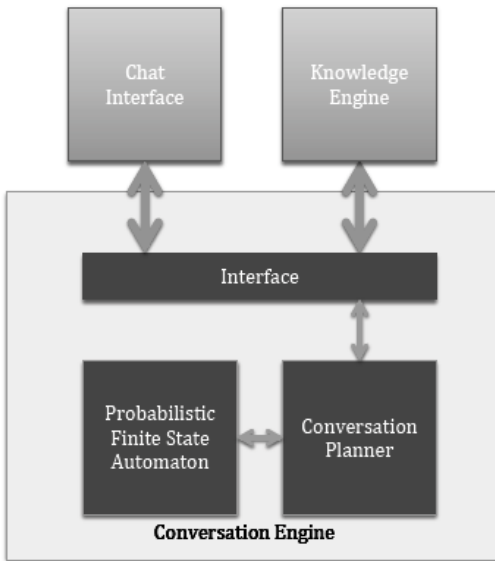 Chat
Interface
Knowledge
Engine
Interface
Probabilistic
Finite State
Automaton
Conversation
Planner
Conversation Engine